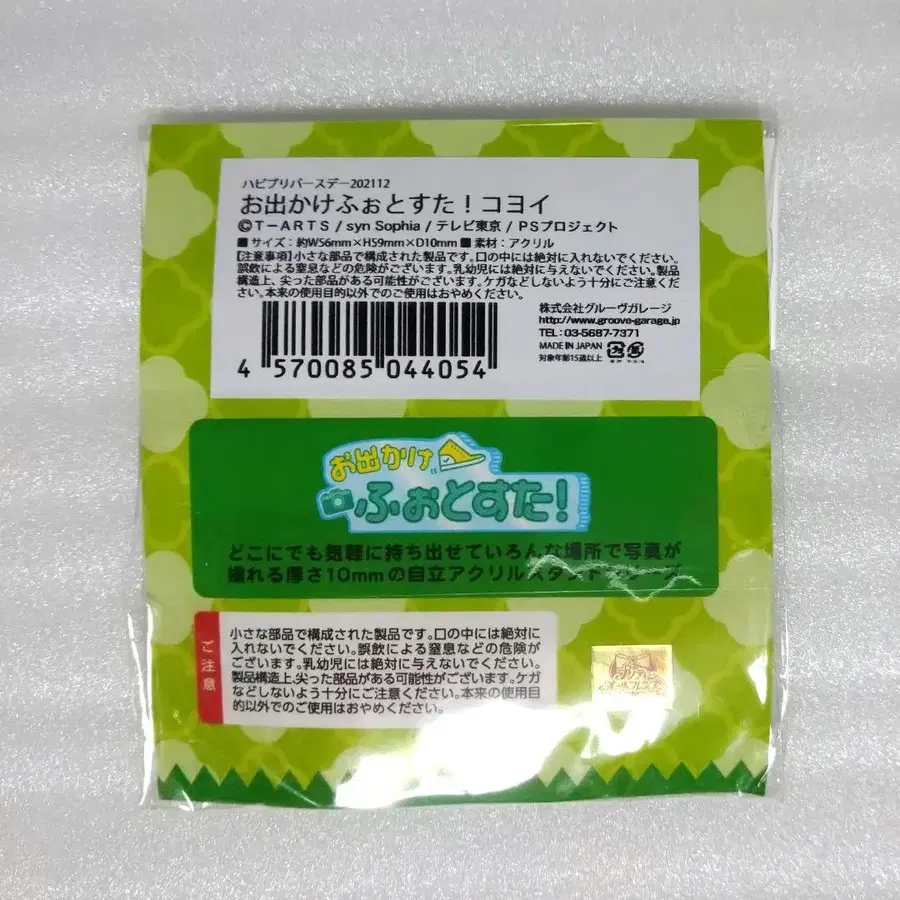 ハピプリバースデー202112
お出かけふぉとすた！コヨイ
©T-ARTS / syn Sophia / テレビ東京 / PSプロジェクト
■サイズ：約W56mm×H59mm×D10mm ■素材：アクリル
【注意事項】小さな部品で構成された製品です。口の中には絶対に入れないでください。
誤飲による窒息などの危険がございます。乳幼児には絶対に与えないでください。製品
構造上、尖った部品がある可能性がございます。ケガなどしないよう十分にご注意くださ
い。本来の使用目的以外でのご使用はおやめください。
株式会社グルーヴガレージ
http://www.groove-garage.jp
TEL：03-5687-7371
MADE IN JAPAN
対象年齢15歳以上
4 570085 044054
お出かけ
ふぉとすた！
どこにでも気軽に持ち出せていろんな場所で写真が
撮れる厚さ10mmの自立アクリルスタンドシリーズ
ご注意
小さな部品で構成された製品です。口の中には絶対に
入れないでください。誤飲による窒息などの危険が
ございます。乳幼児には絶対に与えないでください。
製品構造上、尖った部品がある可能性がございます。ケガ
などしないよう十分にご注意ください。本来の使用目
的以外でのご使用はおやめください。